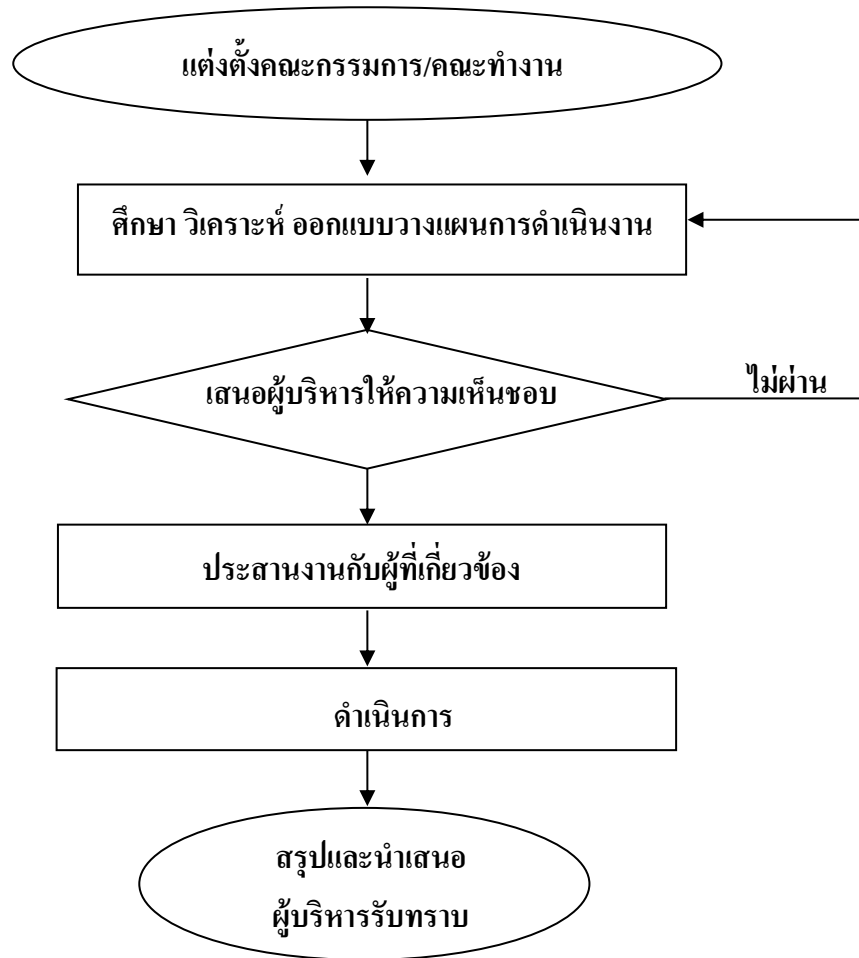 แต่งตั้งคณะกรรมการ/คณะทำงาน
ศึกษา วิเคราะห์ ออกแบบวางแผนการดำเนินงาน
เสนอผู้บริหารให้ความเห็นชอบ
ไม่ผ่าน
ประสานงานกับผู้ที่เกี่ยวข้อง
ดำเนินการ
สรุปและนำเสนอ
ผู้บริหารรับทราบ